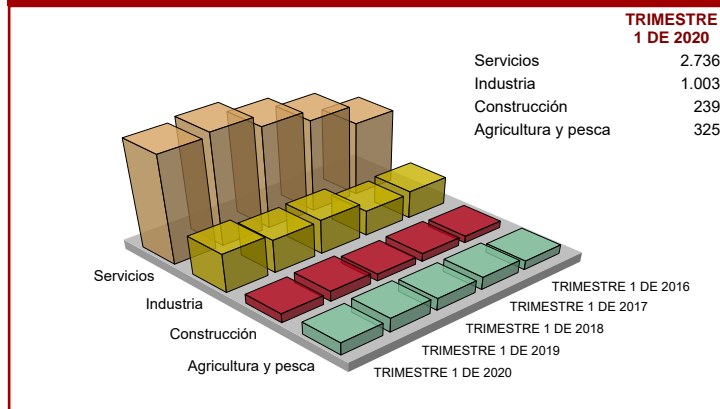 TRIMESTRE
1 DE 2020
Servicios 2.736
Industria 1.003
Construcción 239
Agricultura y pesca 325
Servicios
Industria
Construcción
Agricultura y pesca
TRIMESTRE 1 DE 2016
TRIMESTRE 1 DE 2017
TRIMESTRE 1 DE 2018
TRIMESTRE 1 DE 2019
TRIMESTRE 1 DE 2020